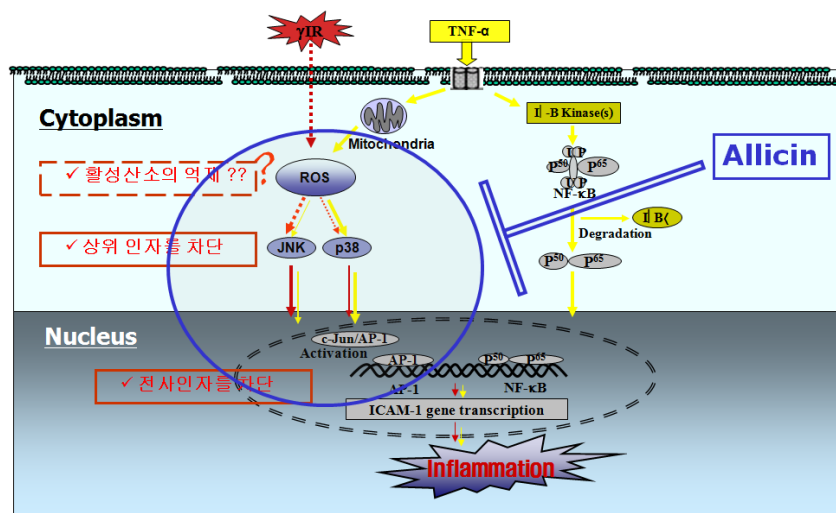 γIR
TNF-α
Cytoplasm
Mitochondria
I -B Kinase(s)
Allicin
✓ 활성산소의 억제 ??
?
ROS
P50
P65
NF-κB
I B
Degradation
✓ 상위 인자를 차단
JNK
p38
P50
P65
Nucleus
c-Jun/AP-1
Activation
AP-1
P50
P65
✓ 전사인자를 차단
AP-1
NF-κB
ICAM-1 gene transcription
Inflammation